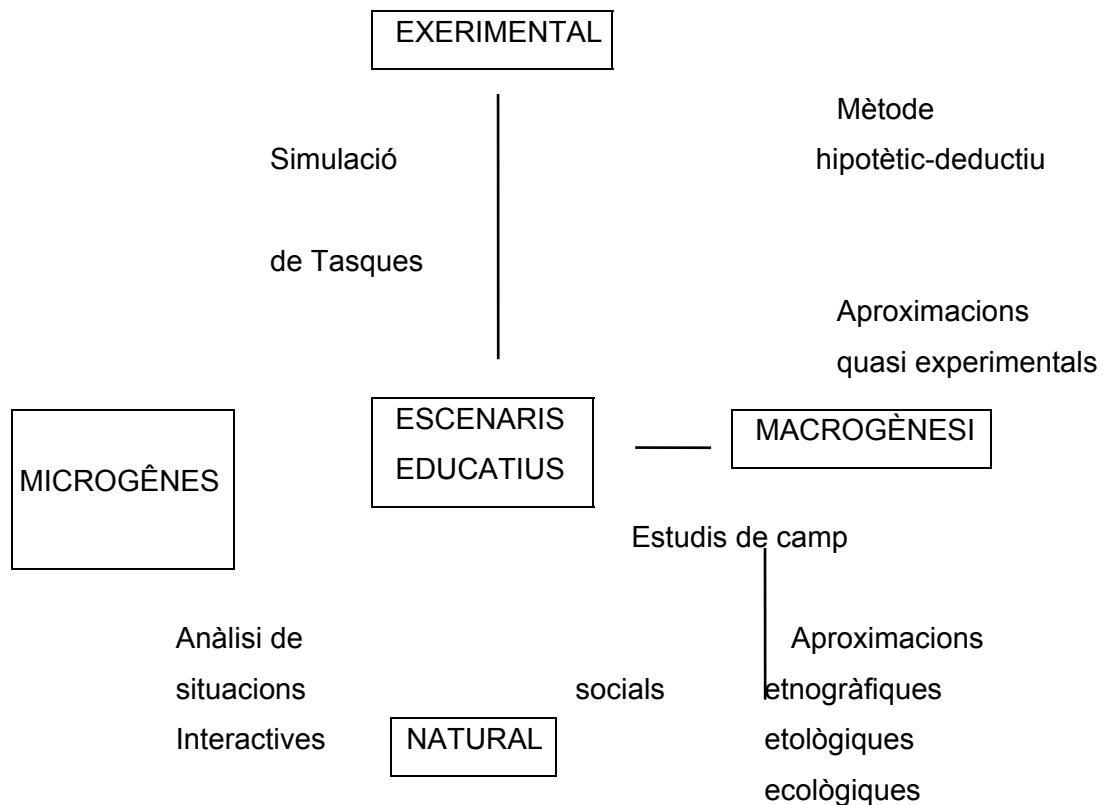 EXERIMENTAL
Mètode
Simulació hipotètic-deductiu
de Tasques
Aproximacions
quasi experimentals
ESCENARIS
EDUCATIUS
MACROGÈNESI
MICROGÊNES
Estudis de camp
Anàlisi de
situacions socials
Interactives
NATURAL
Aproximacions
etnogràfiques
etològiques
ecològiques